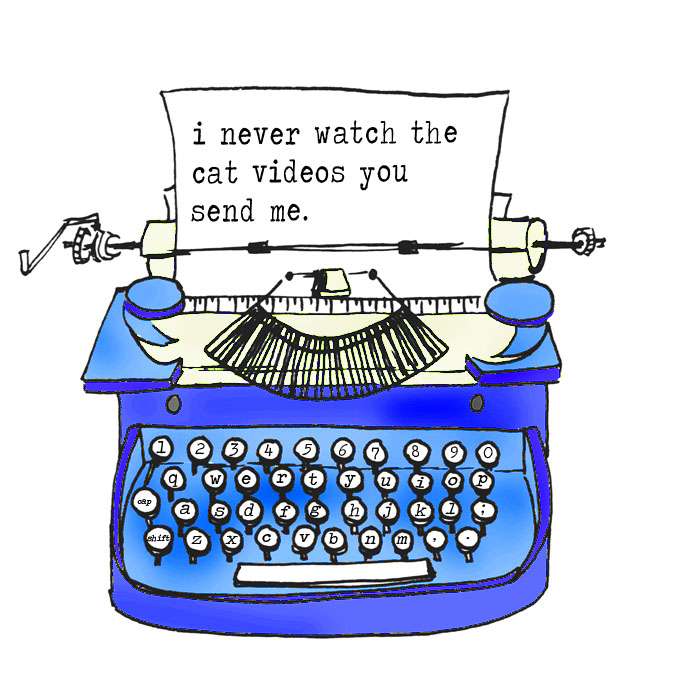 i never watch the
cat videos you
send me.
1 2 3 4 5 6 7 8 9 0
q w e r t y u i o p
cap a s d f g h j k l ;
shift z x c v b n m , .